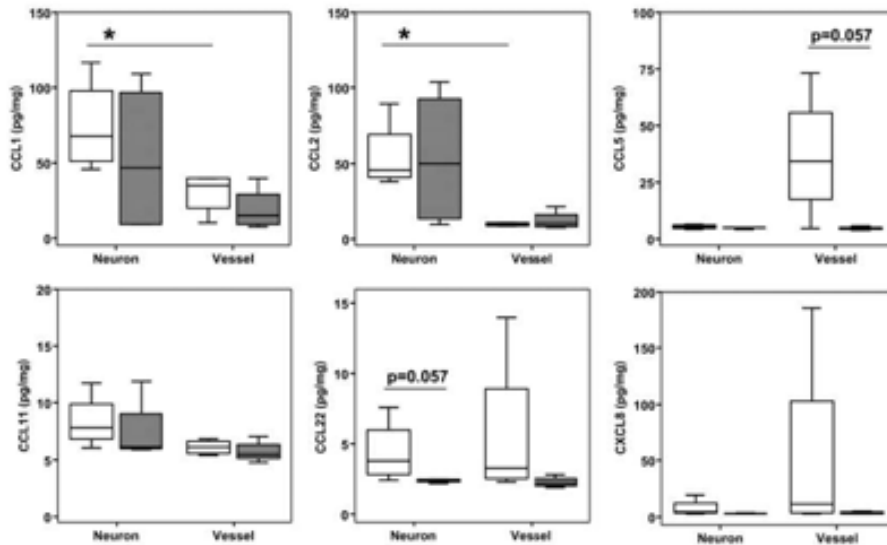 150
100
50
0
CCL1 (pg/mg)
*
Neuron Vessel
150
100
50
0
CCL2 (pg/mg)
*
Neuron Vessel
100
75
50
25
0
CCL5 (pg/mg)
p=0.057
Neuron Vessel
20
15
10
5
0
CCL11 (pg/mg)
Neuron Vessel
15
10
5
0
CCL22 (pg/mg)
p=0.057
Neuron Vessel
200
150
100
50
0
CXCL8 (pg/mg)
Neuron Vessel